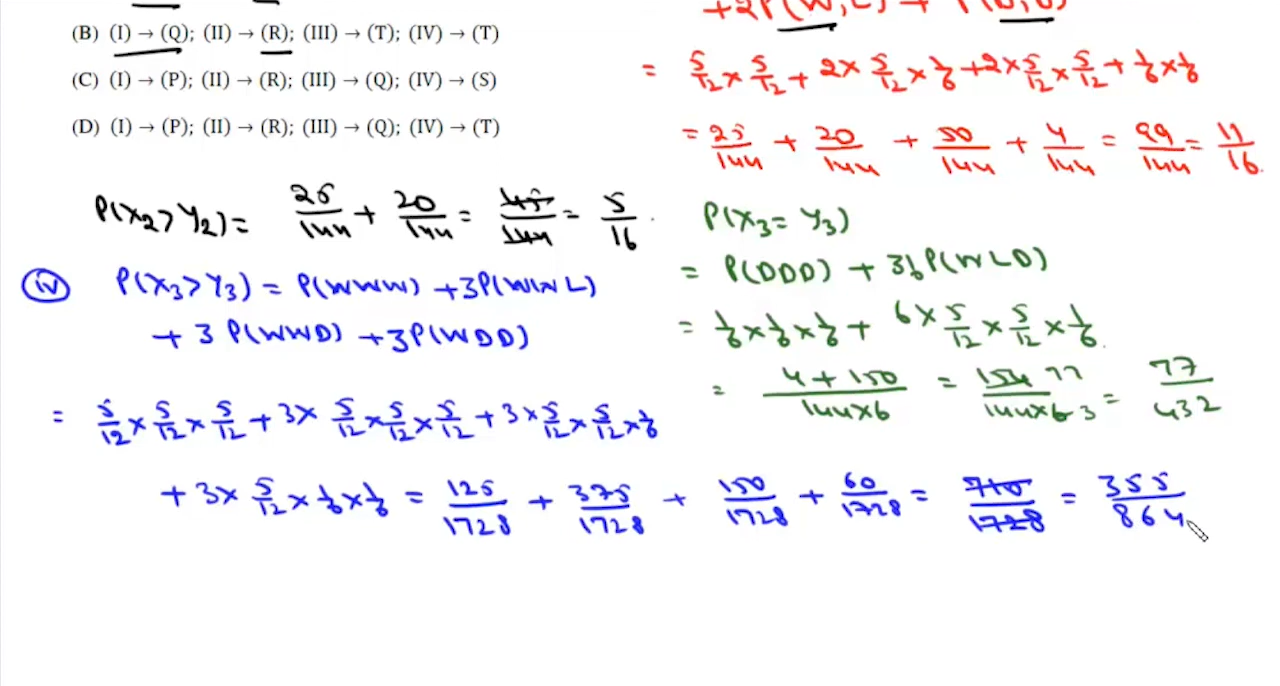 +2P(W,L) + P(D,D)
(B) (I) → (Q); (II) → (R); (III) → (T); (IV) → (T)
= 5/12 × 5/12 + 2× 5/12 × 1/6 + 2× 5/12 × 5/12 + 1/6 × 1/6
(C) (I) → (P); (II) → (R); (III) → (Q); (IV) → (S)
(D) (I) → (P); (II) → (R); (III) → (Q); (IV) → (T)
= 25/144 + 20/144 + 50/144 + 4/144 = 99/144 = 11/16
P(X₂ > Y₂) = 25/144 + 20/144 = 45/144 = 5/16
P(X₃ = Y₃)
= P(DDD) + 6P(WLD)
= 1/6 × 1/6 × 1/6 + 6 × 5/12 × 5/12 × 1/6
= 4 + 150/144×6 = 154 77/144×6 3 = 77/432
(iv) P(X₃ > Y₃) = P(WWW) + 3P(WWL)
+ 3 P(WWD) + 3P(WDD)
= 5/12 × 5/12 × 5/12 + 3× 5/12 × 5/12 × 5/12 + 3 × 5/12 × 5/12 × 1/6
+ 3× 5/12 × 1/6 × 1/6 = 125/1728 + 375/1728 + 150/1728 + 60/1728 = 710/1728 = 355/864